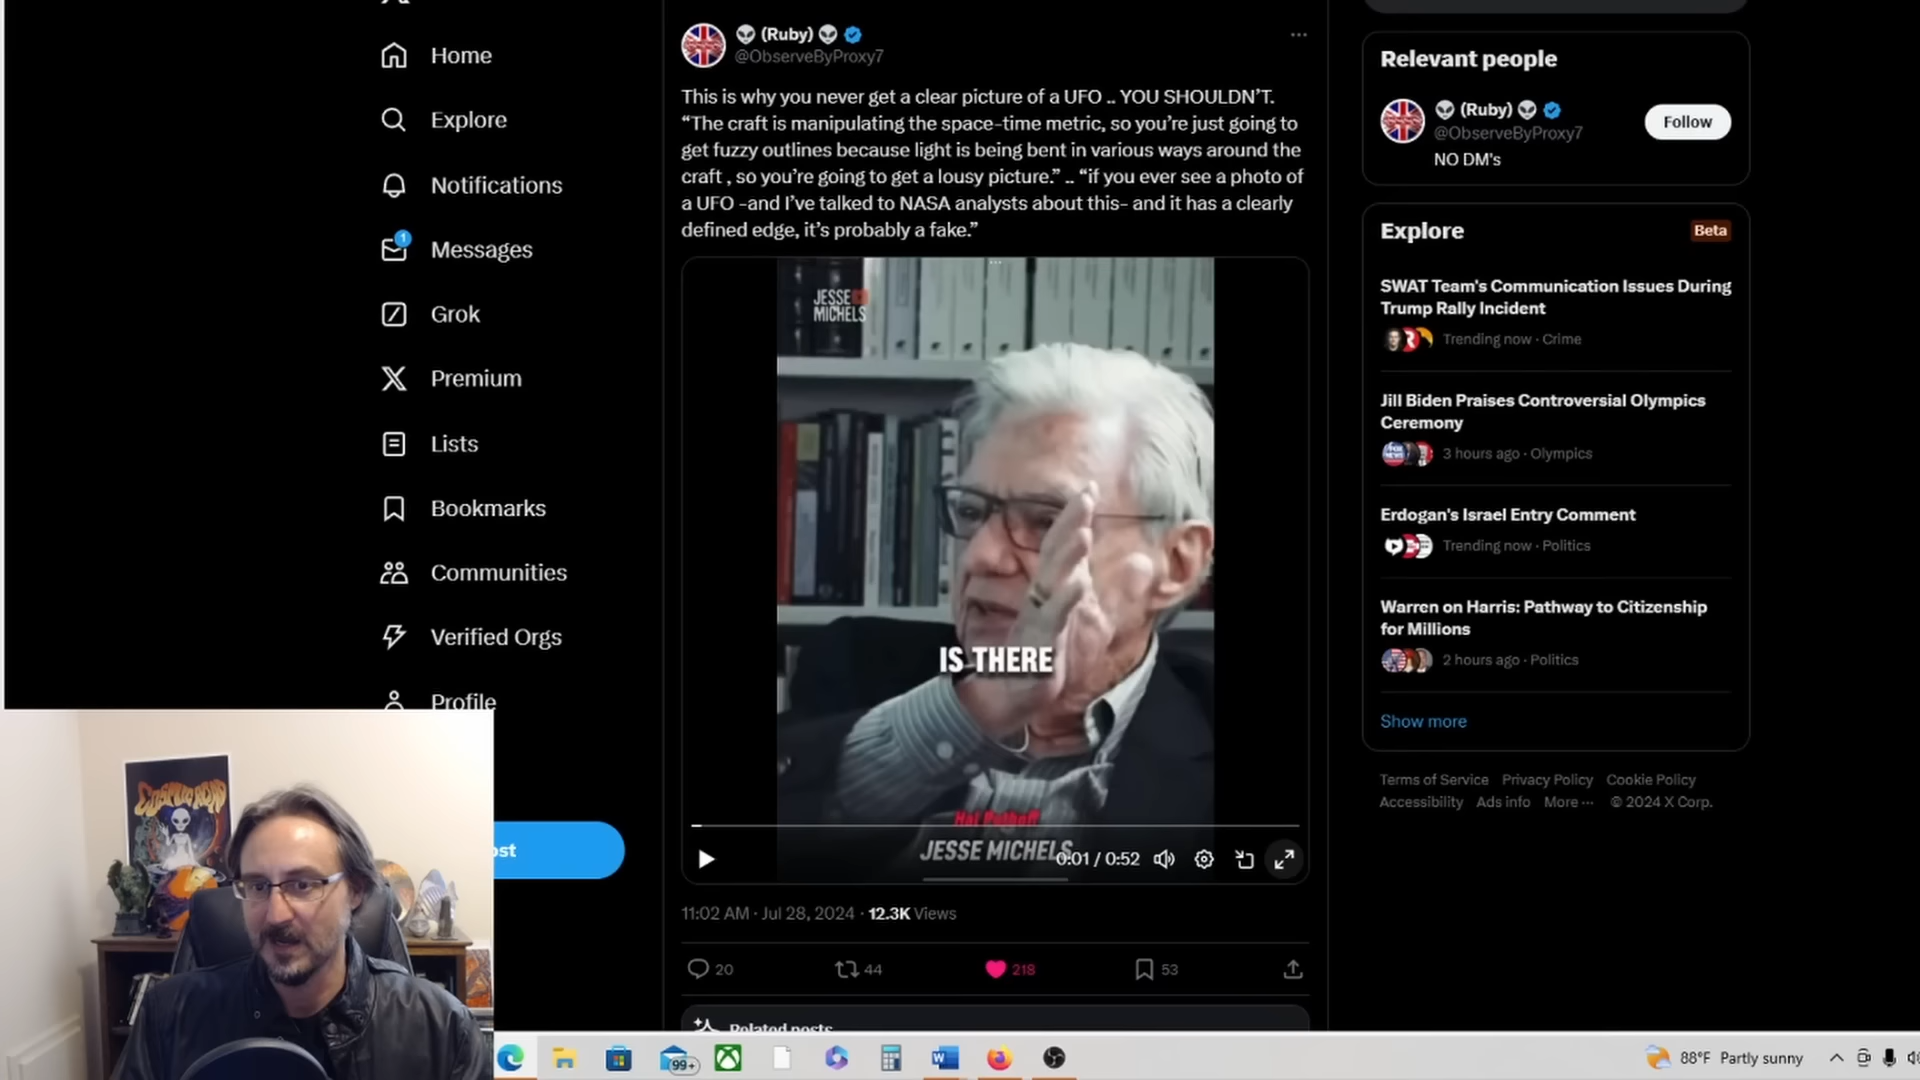 Home
Explore
Notifications
1
Messages
Grok
Premium
Lists
Bookmarks
Communities
Verified Orgs
Profile
ost
👽 (Ruby) 👽
@ObserveByProxy7
This is why you never get a clear picture of a UFO .. YOU SHOULDN'T.
“The craft is manipulating the space-time metric, so you're just going to
get fuzzy outlines because light is being bent in various ways around the
craft , so you're going to get a lousy picture.” .. “if you ever see a photo of
a UFO -and I've talked to NASA analysts about this- and it has a clearly
defined edge, it's probably a fake.”
JESSE
MICHELS
IS THERE
Hal Puthoff
JESSE MICHELS
0:01 / 0:52
11:02 AM · Jul 28, 2024 · 12.3K Views
20
44
218
53
Related posts
Relevant people
👽 (Ruby) 👽
@ObserveByProxy7
Follow
NO DM's
Explore
Beta
SWAT Team's Communication Issues During
Trump Rally Incident
Trending now · Crime
Jill Biden Praises Controversial Olympics
Ceremony
3 hours ago · Olympics
Erdogan's Israel Entry Comment
Trending now · Politics
Warren on Harris: Pathway to Citizenship
for Millions
2 hours ago · Politics
Show more
Terms of Service Privacy Policy Cookie Policy
Accessibility Ads info More ··· © 2024 X Corp.
99+
88°F Partly sunny